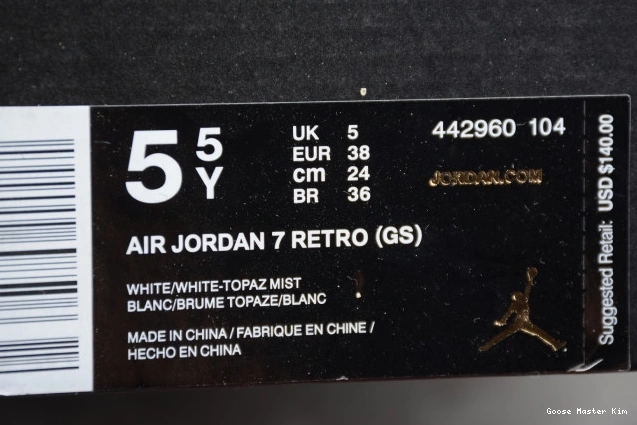 5 5 Y
UK 5
EUR 38
cm 24
BR 36
442960 104
JORDAN.COM
AIR JORDAN 7 RETRO (GS)
WHITE/WHITE-TOPAZ MIST
BLANC/BRUME TOPAZE/BLANC
MADE IN CHINA / FABRIQUE EN CHINE /
HECHO EN CHINA
Suggested Retail: USD $140.00
Goose Master Kim